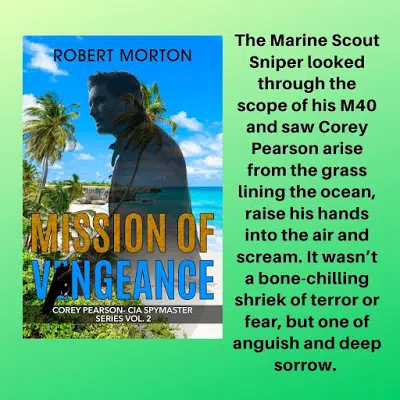 ROBERT MORTON
MISSION OF
VENGEANCE
COREY PEARSON- CIA SPYMASTER
SERIES VOL. 2
The Marine Scout
Sniper looked
through the
scope of his M40
and saw Corey
Pearson arise
from the grass
lining the ocean,
raise his hands
into the air and
scream. It wasn’t
a bone-chilling
shriek of terror or
fear, but one of
anguish and deep
sorrow.